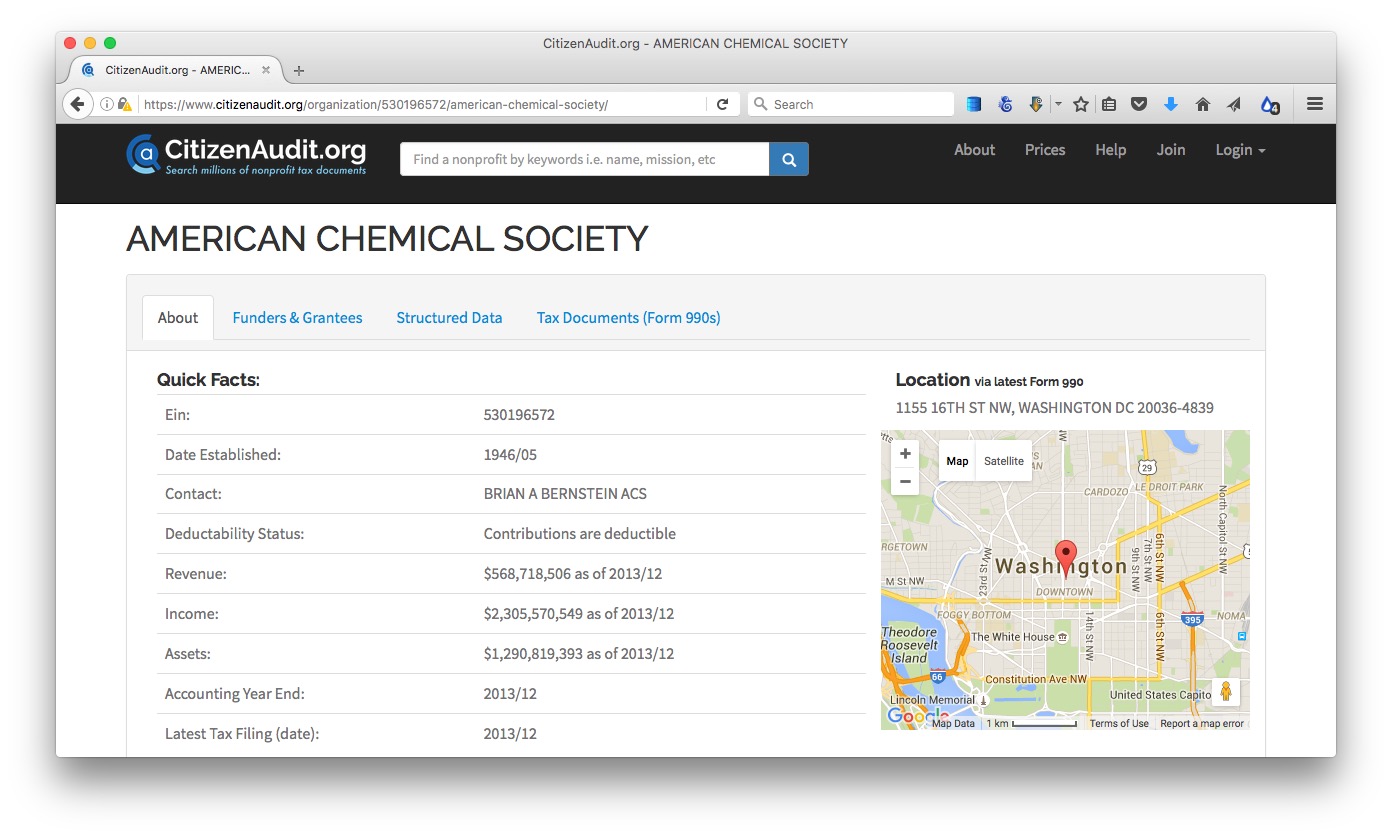 CitizenAudit.org - AMERICAN CHEMICAL SOCIETY
CitizenAudit.org - AMERIC...
https://www.citizenaudit.org/organization/530196572/american-chemical-society/
Search
4
CitizenAudit.org
Search millions of nonprofit tax documents
Find a nonprofit by keywords i.e. name, mission, etc
About
Prices
Help
Join
Login
AMERICAN CHEMICAL SOCIETY
About
Funders & Grantees
Structured Data
Tax Documents (Form 990s)
Quick Facts:
Ein: 530196572
Date Established: 1946/05
Contact: BRIAN A BERNSTEIN ACS
Deductability Status: Contributions are deductible
Revenue: $568,718,506 as of 2013/12
Income: $2,305,570,549 as of 2013/12
Assets: $1,290,819,393 as of 2013/12
Accounting Year End: 2013/12
Latest Tax Filing (date): 2013/12
Location via latest Form 990
1155 16TH ST NW, WASHINGTON DC 20036-4839
+
−
Map
Satellite
29
LE DROIT PARK
CARDOZO
North Capitol St NW
RGETOWN
23rd St NW
6th St NW
7th St NW
9th St NW
Washington
M St NW
DOWNTOWN
FOGGY BOTTOM
14th St NW
6th St NW
395
NOMA
Theodore
Roosevelt
Island
The White House
66
Constitution Ave NW
Lincoln Memorial
United States Capito
Google
Map Data
1 km
Terms of Use
Report a map error